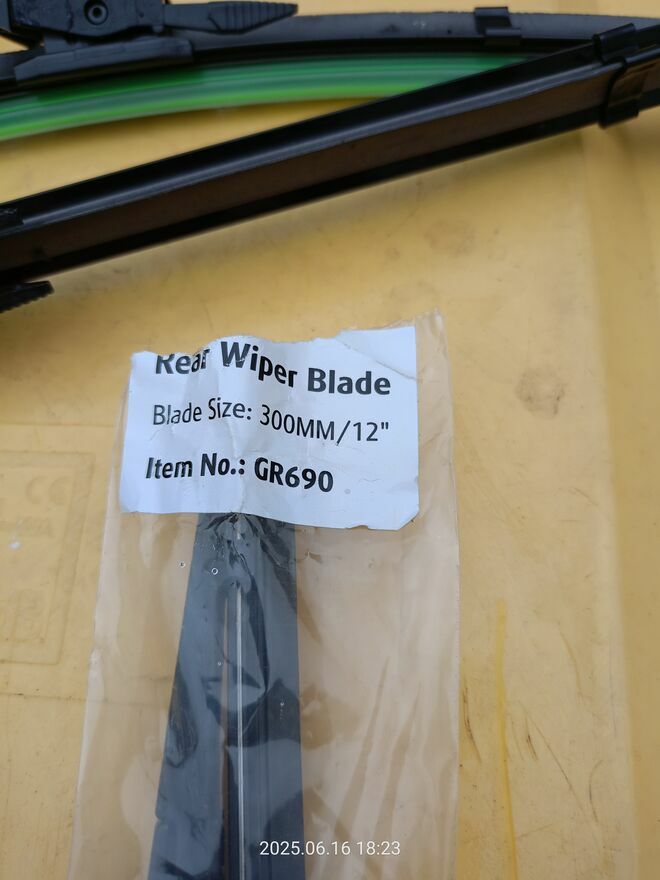 Rear Wiper Blade
Blade Size: 300MM/12"
Item No.: GR690
2025.06.16 18:23